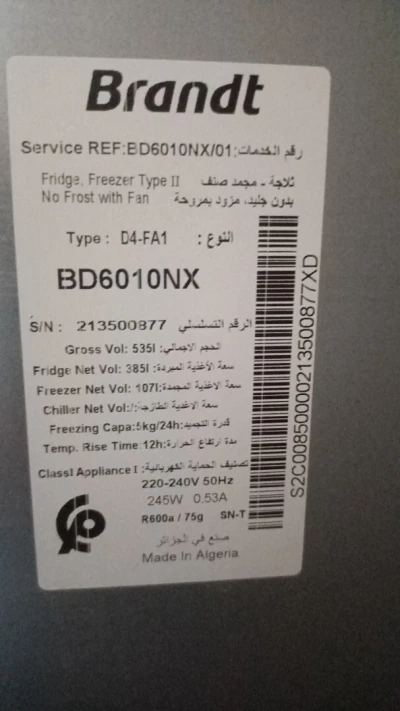 Brandt
Service REF:BD6010NX/01:رقم الخدمات
Fridge, Freezer Type II ثلاجة - مجمد صنف
No Frost with Fan بدون جليد، مزود بمروحة
Type : D4-FA1 النوع :
BD6010NX
S/N : 213500877 الرقم التسلسلي
Gross Vol: 535l :الحجم الاجمالي
Fridge Net Vol: 385l :سعة الأغذية المبردة
Freezer Net Vol: 107l :سعة الاغذية المجمدة
Chiller Net Vol:/ :سعة الاغذية الطازجة
Freezing Capa:5kg/24h :قدرة التجميد
Temp. Rise Time:12h :مدة ارتفاع الحرارة
ClassI Appliance I :تصنيف الحماية الكهربائية
220-240V 50Hz
245W 0,53A
R600a / 75g SN-T
صنع في الجزائر
Made In Algeria
S2C0085000021350087​7XD